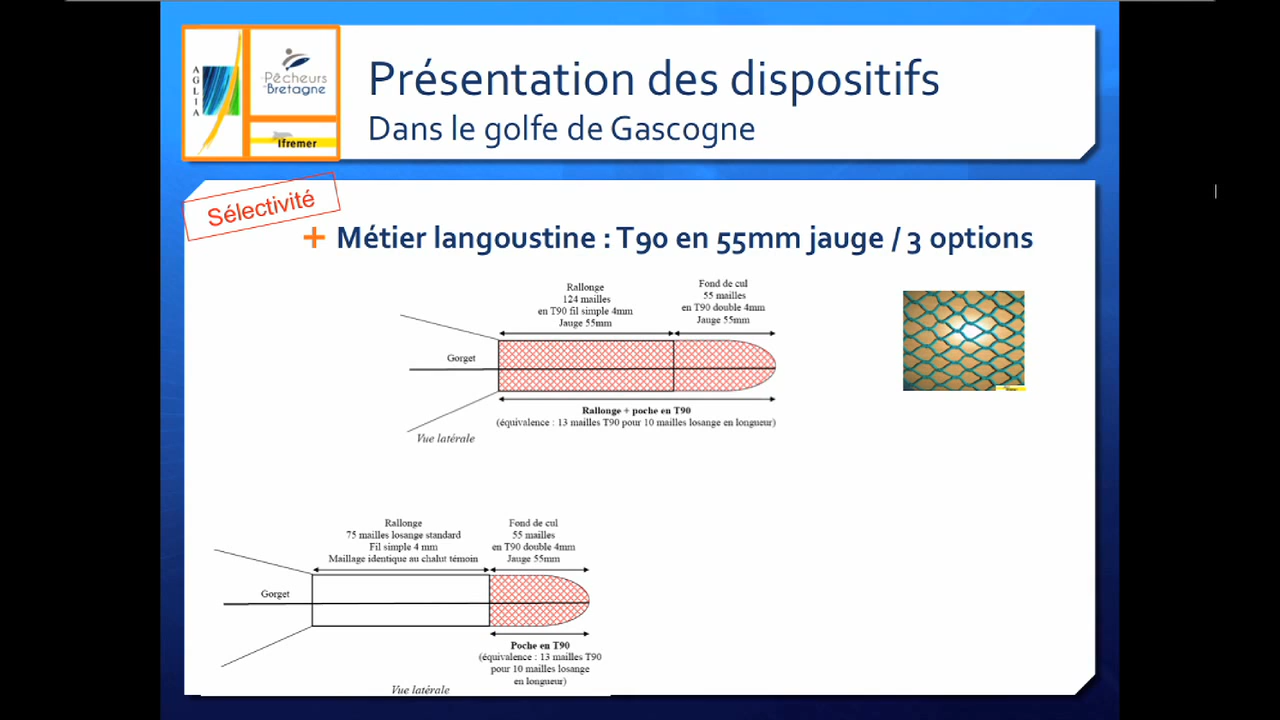 AGLIA
Pêcheurs
de Bretagne
Ifremer
Présentation des dispositifs
Dans le golfe de Gascogne
Sélectivité
+ Métier langoustine : T90 en 55mm jauge / 3 options
Rallonge
124 mailles
en T90 fil simple 4mm
Jauge 55mm
Fond de cul
55 mailles
en T90 double 4mm
Jauge 55mm
Gorget
Rallonge + poche en T90
(équivalence : 13 mailles T90 pour 10 mailles losange en longueur)
Vue latérale
Rallonge
75 mailles losange standard
Fil simple 4 mm
Maillage identique au chalut témoin
Fond de cul
55 mailles
en T90 double 4mm
Jauge 55mm
Gorget
Poche en T90
(équivalence : 13 mailles T90
pour 10 mailles losange
en longueur)
Vue latérale